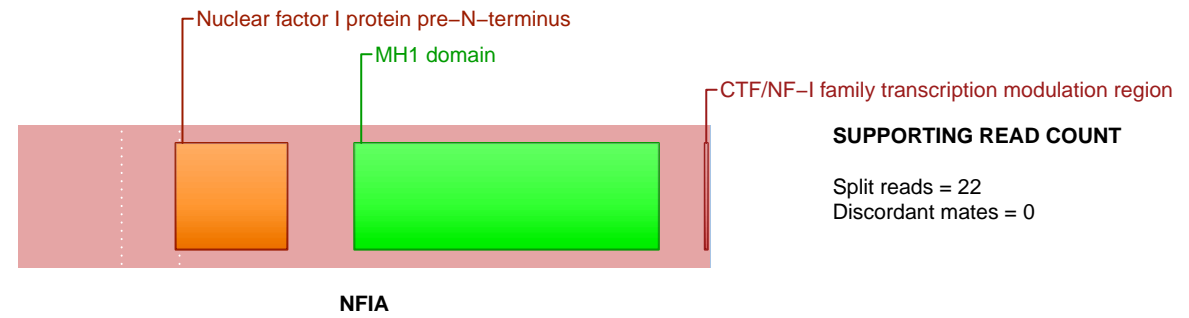 Nuclear factor I protein pre−N−terminus
MH1 domain
CTF/NF−I family transcription modulation region
SUPPORTING READ COUNT
Split reads = 22
Discordant mates = 0
NFIA